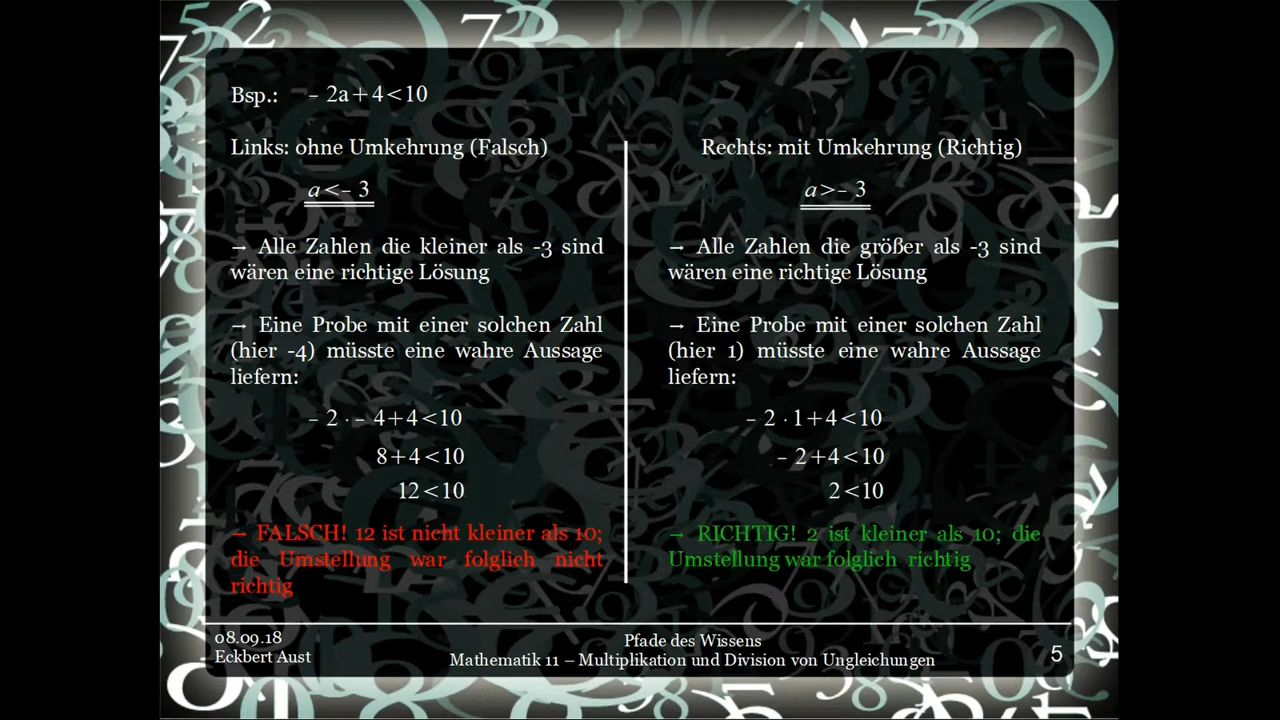 Bsp.: – 2a+4<10
Links: ohne Umkehrung (Falsch)
a<– 3
→ Alle Zahlen die kleiner als -3 sind
wären eine richtige Lösung
→ Eine Probe mit einer solchen Zahl
(hier -4) müsste eine wahre Aussage
liefern:
– 2 · – 4+4<10
8+4<10
12<10
→ FALSCH! 12 ist nicht kleiner als 10;
die Umstellung war folglich nicht
richtig
Rechts: mit Umkehrung (Richtig)
a>– 3
→ Alle Zahlen die größer als -3 sind
wären eine richtige Lösung
→ Eine Probe mit einer solchen Zahl
(hier 1) müsste eine wahre Aussage
liefern:
– 2 · 1+4<10
– 2+4<10
2<10
→ RICHTIG! 2 ist kleiner als 10; die
Umstellung war folglich richtig
08.09.18
Eckbert Aust
Pfade des Wissens
Mathematik 11 – Multiplikation und Division von Ungleichungen
5